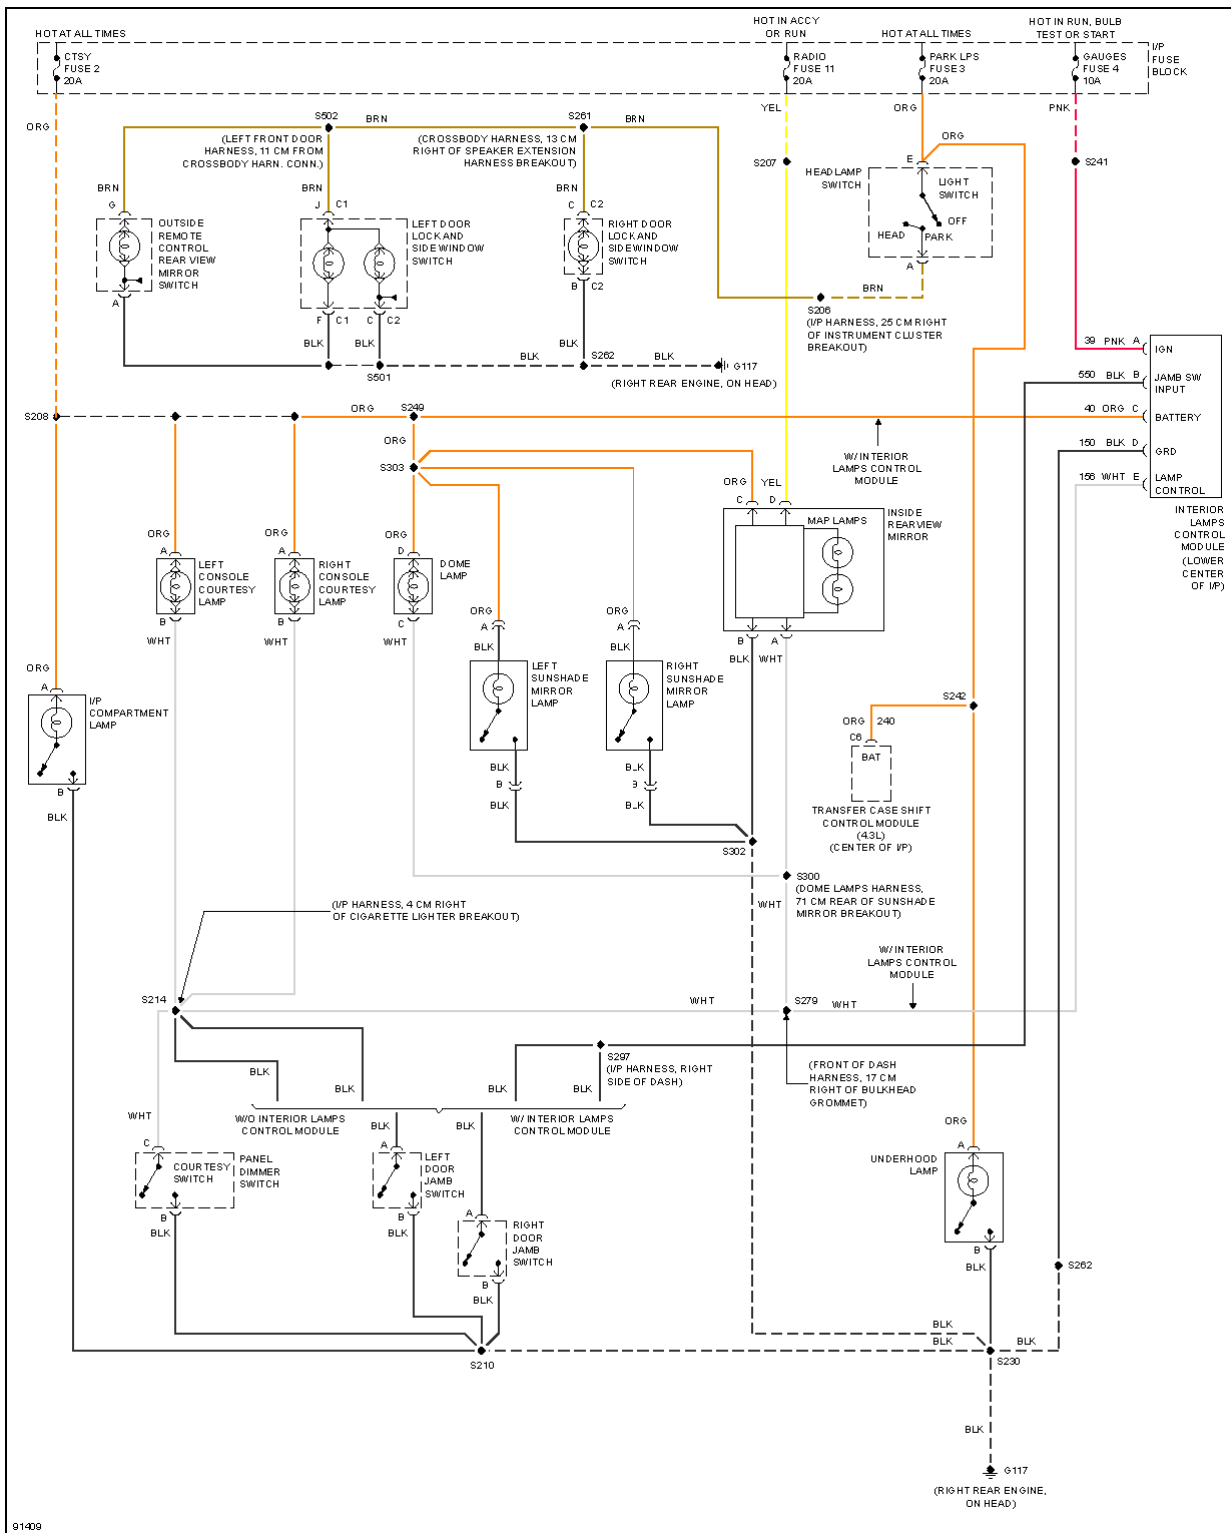 HOT AT ALL TIMES
HOT IN ACCY
OR RUN
HOT AT ALL TIMES
HOT IN RUN, BULB
TEST OR START
CTSY
FUSE 2
20A
RADIO
FUSE 11
20A
PARK LPS
FUSE 3
20A
GAUGES
FUSE 4
10A
I/P
FUSE
BLOCK
ORG
YEL
ORG
PNK
S502
BRN
S261
BRN
(LEFT FRONT DOOR
HARNESS, 11 CM FROM
CROSSBODY HARN. CONN.)
(CROSSBODY HARNESS, 13 CM
RIGHT OF SPEAKER EXTENSION
HARNESS BREAKOUT)
ORG
S207
E
S241
HEADLAMP
SWITCH
LIGHT
SWITCH
OFF
HEAD
PARK
A
BRN
BRN
BRN
BRN
G
J C1
C C2
OUTSIDE
REMOTE
CONTROL
REAR VIEW
MIRROR
SWITCH
LEFT DOOR
LOCK AND
SIDE WINDOW
SWITCH
RIGHT DOOR
LOCK AND
SIDE WINDOW
SWITCH
A
F C1
C C2
B C2
S206
(I/P HARNESS, 25 CM RIGHT
OF INSTRUMENT CLUSTER
BREAKOUT)
BLK
BLK
BLK
BLK
S262
BLK
S501
G117
(RIGHT REAR ENGINE, ON HEAD)
39 PNK A
IGN
550 BLK B
JAMB SW
INPUT
40 ORG C
BATTERY
150 BLK D
GRD
156 WHT E
LAMP
CONTROL
INTERIOR
LAMPS
CONTROL
MODULE
(LOWER
CENTER
OF I/P)
S208
ORG
S249
ORG
S303
W/ INTERIOR
LAMPS CONTROL
MODULE
ORG
YEL
C
D
INSIDE
REARVIEW
MIRROR
MAP LAMPS
ORG
A
ORG
A
ORG
D
LEFT
CONSOLE
COURTESY
LAMP
RIGHT
CONSOLE
COURTESY
LAMP
DOME
LAMP
B
WHT
B
WHT
C
WHT
ORG
A
BLK
ORG
A
BLK
B
A
BLK
WHT
LEFT
SUNSHADE
MIRROR
LAMP
RIGHT
SUNSHADE
MIRROR
LAMP
ORG
A
I/P
COMPARTMENT
LAMP
B
BLK
BLK
B
BLK
BLK
B
BLK
S302
S242
ORG 240
C6
BAT
TRANSFER CASE SHIFT
CONTROL MODULE
(4.3L)
(CENTER OF I/P)
S300
(DOME LAMPS HARNESS,
71 CM REAR OF SUNSHADE
MIRROR BREAKOUT)
WHT
(I/P HARNESS, 4 CM RIGHT
OF CIGARETTE LIGHTER BREAKOUT)
W/ INTERIOR
LAMPS CONTROL
MODULE
S214
WHT
S279
WHT
S297
(I/P HARNESS, RIGHT
SIDE OF DASH)
(FRONT OF DASH
HARNESS, 17 CM
RIGHT OF BULKHEAD
GROMMET)
BLK
BLK
BLK
BLK
W/O INTERIOR LAMPS
CONTROL MODULE
W/ INTERIOR LAMPS
CONTROL MODULE
WHT
BLK
BLK
C
COURTESY
SWITCH
PANEL
DIMMER
SWITCH
B
BLK
A
LEFT
DOOR
JAMB
SWITCH
B
BLK
A
RIGHT
DOOR
JAMB
SWITCH
B
BLK
ORG
A
UNDERHOOD
LAMP
B
BLK
S262
BLK
BLK
BLK
S210
S230
BLK
G117
(RIGHT REAR ENGINE,
ON HEAD)
91409